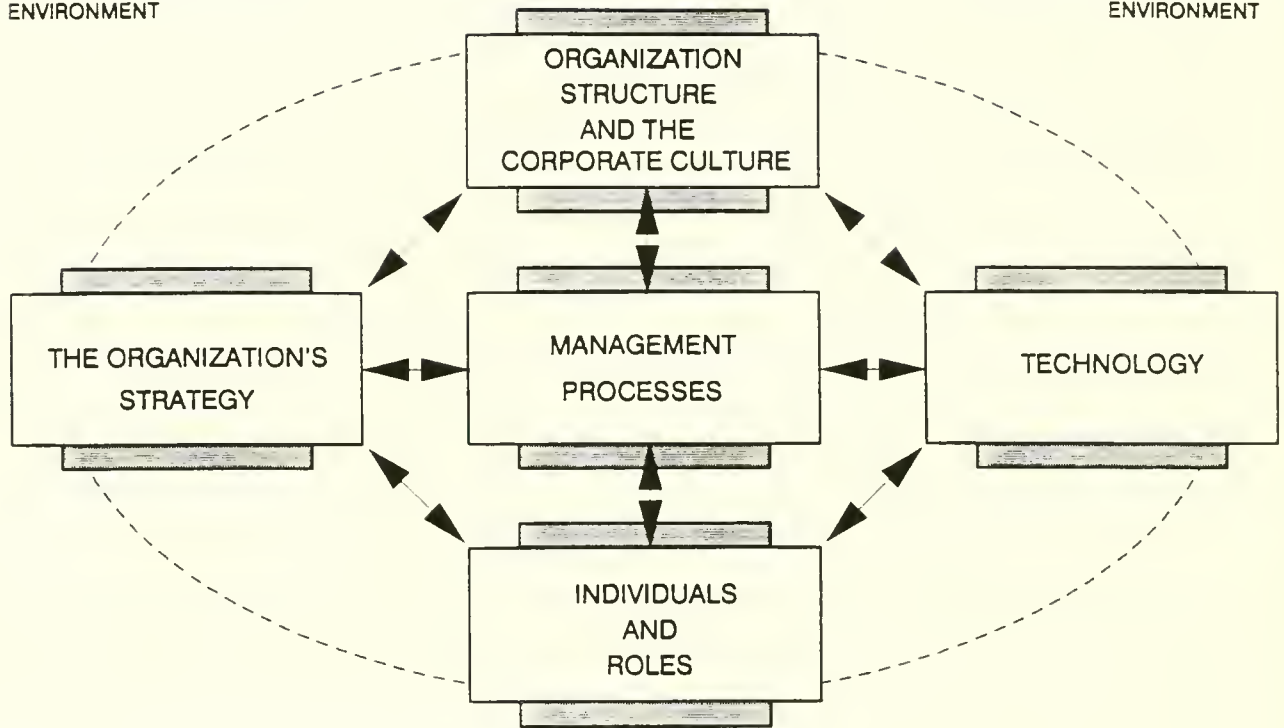 ENVIRONMENT
ENVIRONMENT
ORGANIZATION
STRUCTURE
AND THE
CORPORATE CULTURE
THE ORGANIZATION'S
STRATEGY
MANAGEMENT
PROCESSES
TECHNOLOGY
INDIVIDUALS
AND
ROLES